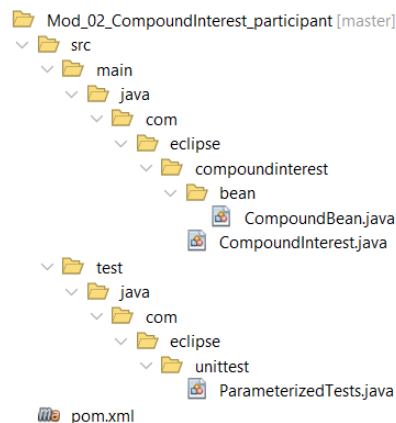 Mod_02_CompoundInterest_participant [master]
src
main
java
com
eclipse
compoundinterest
bean
CompoundBean.java
CompoundInterest.java
test
java
com
eclipse
unittest
ParameterizedTests.java
pom.xml